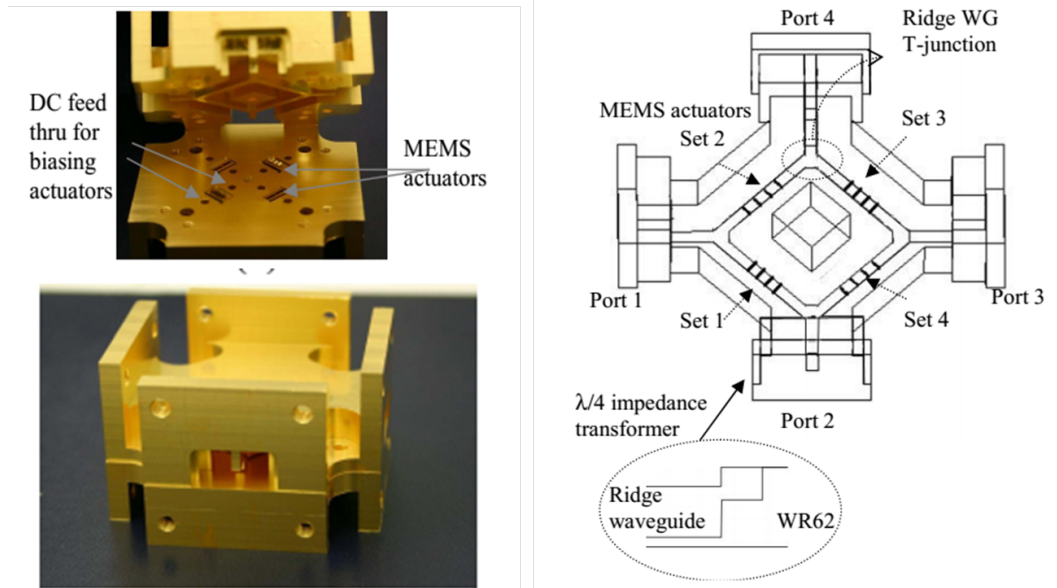 DC feed
thru for
biasing
actuators
MEMS
actuators
Port 4
Ridge WG
T-junction
MEMS actuators
Set 2
Set 3
Port 1
Port 3
Set 1
Set 4
λ/4 impedance
transformer
Port 2
Ridge
waveguide
WR62